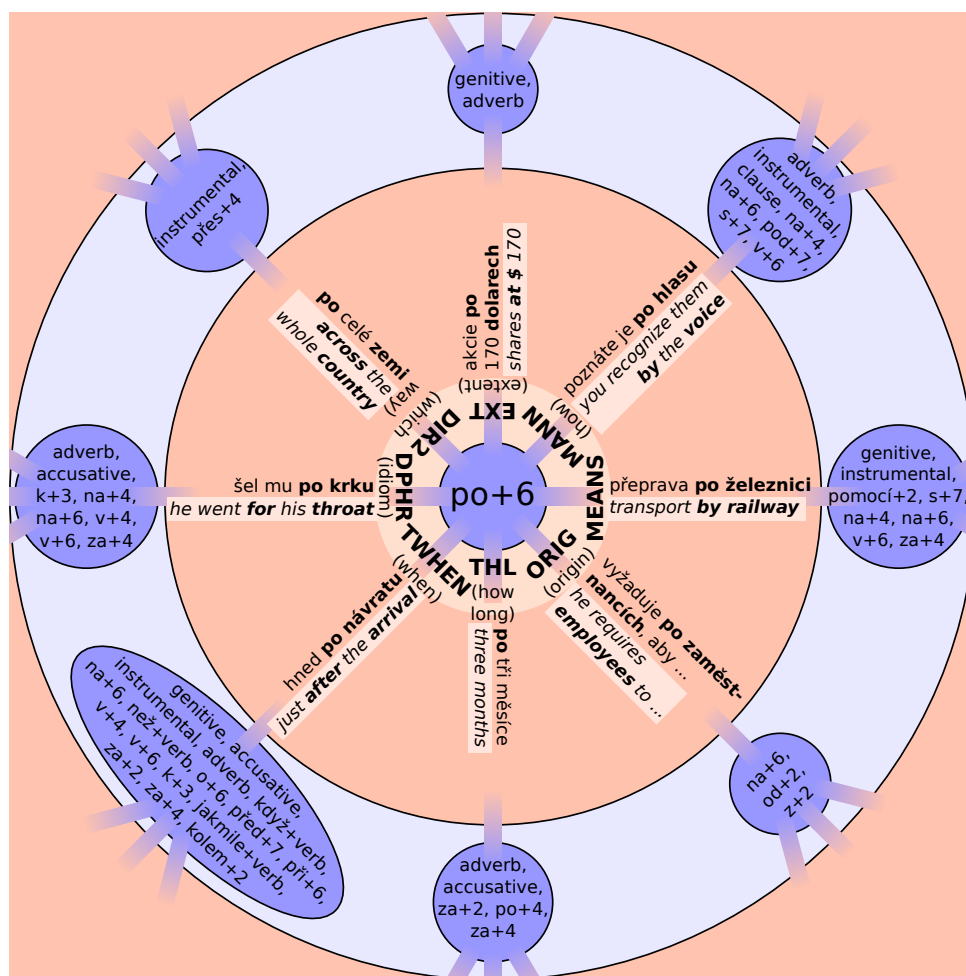 genitive,
adverb
instrumental,
přes+4
adverb,
instrumental,
clause, na+4,
na+6, pod+7,
s+7, v+6
po celé zemi
across the
whole country
akcie po
170 dolarech
shares at $ 170
poznáte je po hlasu
you recognize them
by the voice
(which
way)
DIR2
(extent)
EXT
(how)
MANN
adverb,
accusative,
k+3, na+4,
na+6, v+4,
v+6, za+4
šel mu po krku
he went for his throat
(idiom)
DPHR
po+6
MEANS
přeprava po železnici
transport by railway
genitive,
instrumental,
pomocí+2, s+7,
na+4, na+6,
v+6, za+4
TWHEN
(when)
THL
(how
long)
ORIG
(origin)
hned po návratu
just after the arrival
po tři měsíce
three months
vyžaduje po zaměst-
nancích, aby ...
he requires
employees to ...
genitive, accusative,
instrumental, adverb, když+verb,
na+6, než+verb, o+6, před+7, při+6,
v+4, v+6, k+3, jakmile+verb,
za+2, za+4, kolem+2
adverb,
accusative,
za+2, po+4,
za+4
na+6,
od+2,
z+2